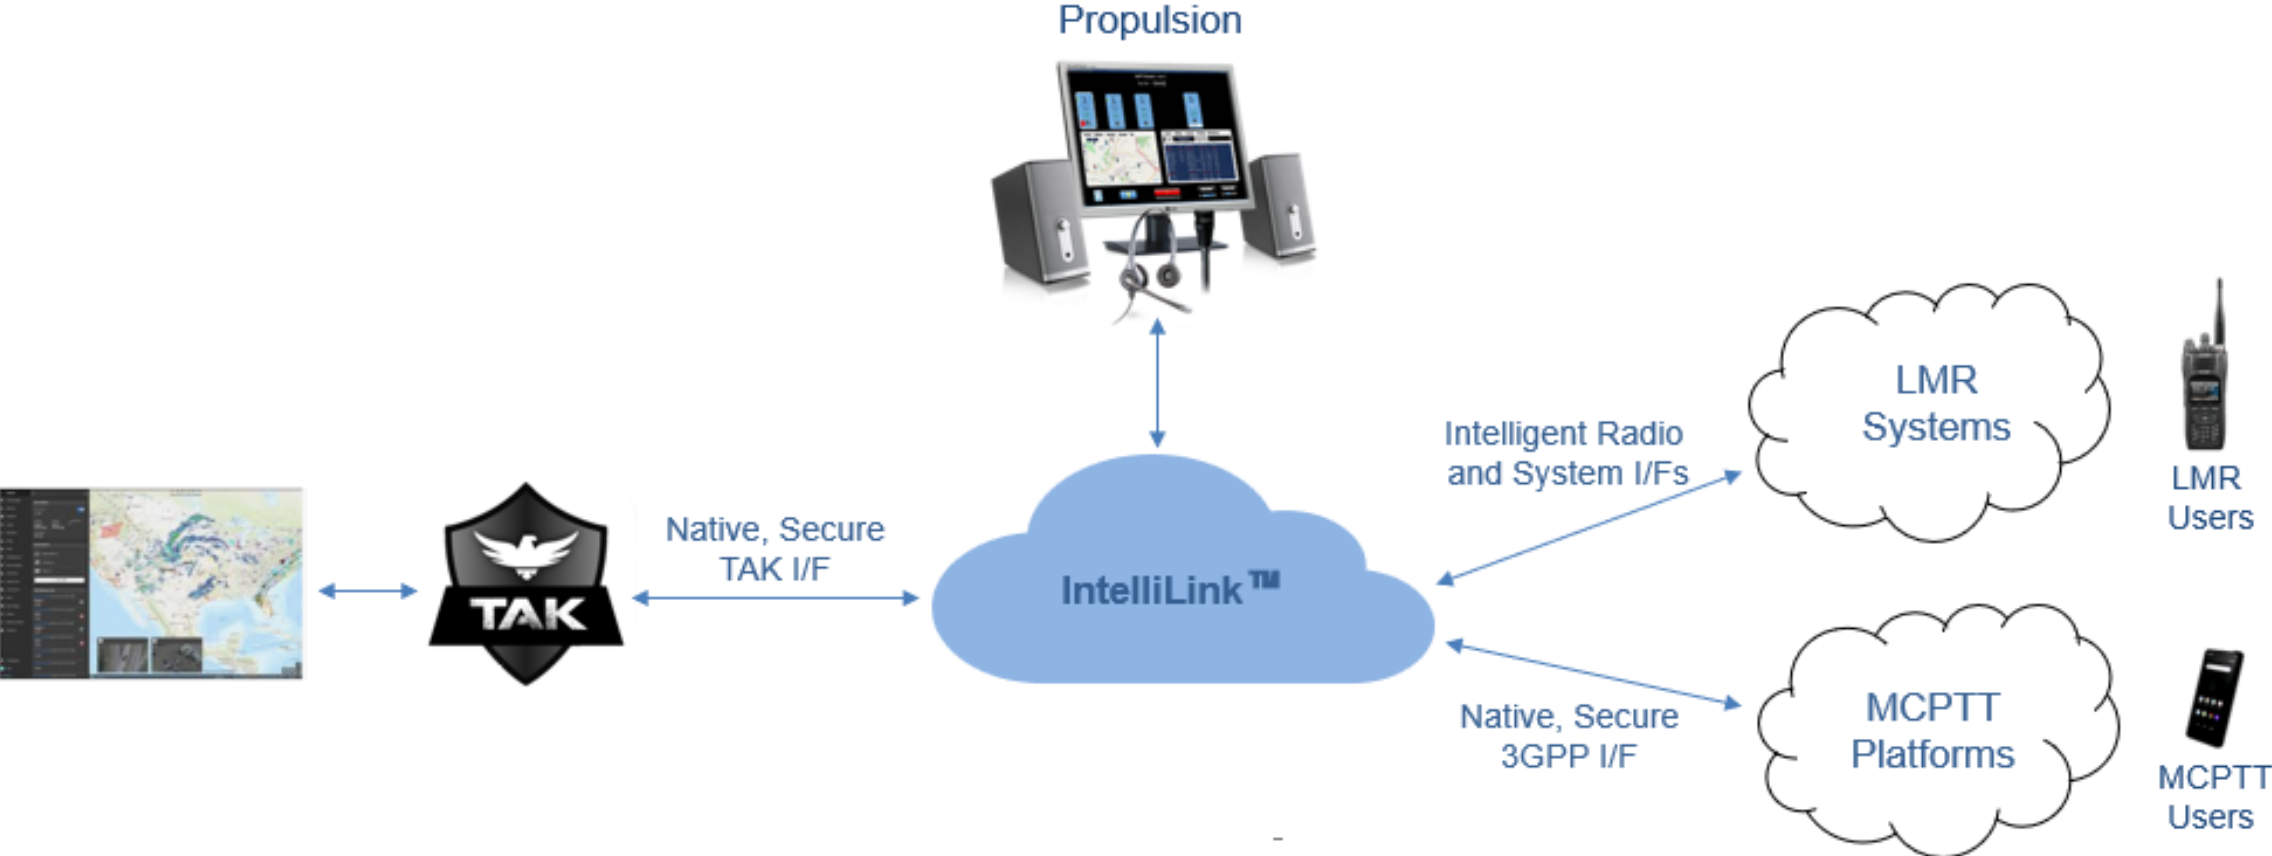 Propulsion
LMR
Systems
Intelligent Radio
and System I/Fs
LMR
Users
Native, Secure
TAK I/F
TAK
IntelliLink™
MCPTT
Platforms
Native, Secure
3GPP I/F
MCPTT
Users